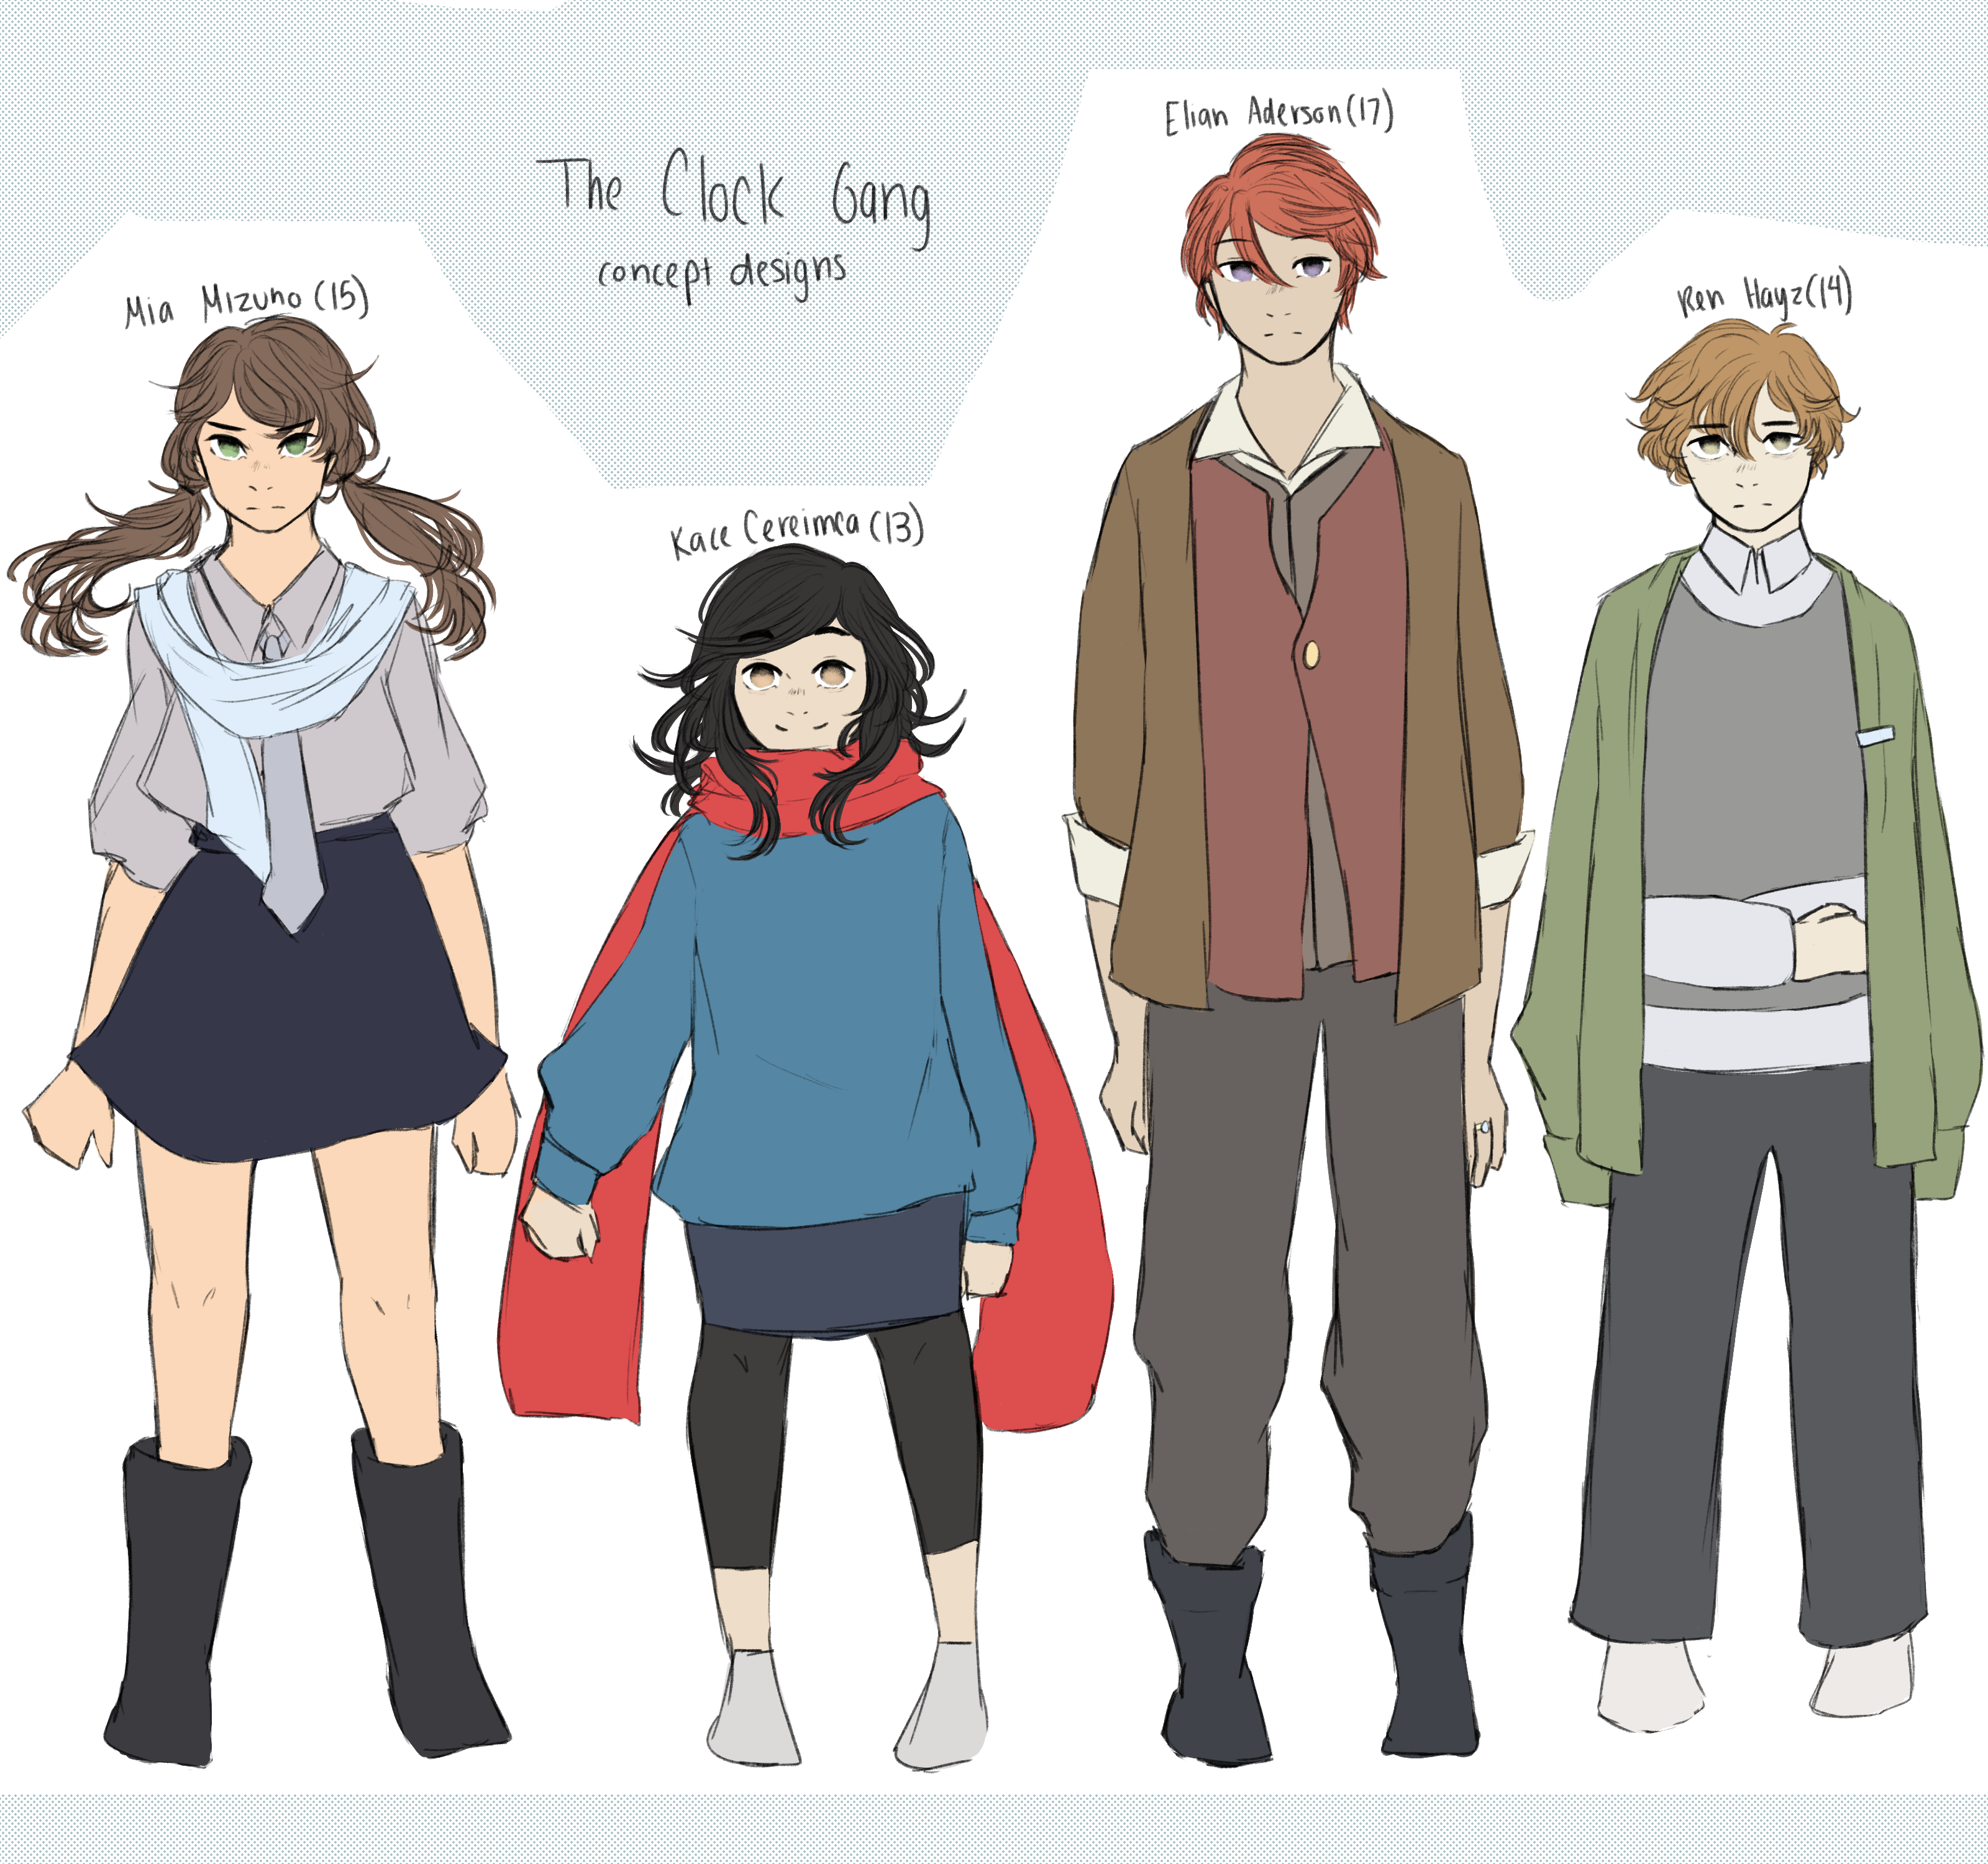 Elian Aderson (17)
The Clock Gang
concept designs
Mia Mizuno (15)
Ren Hayz (14)
Kace Cereimca (13)